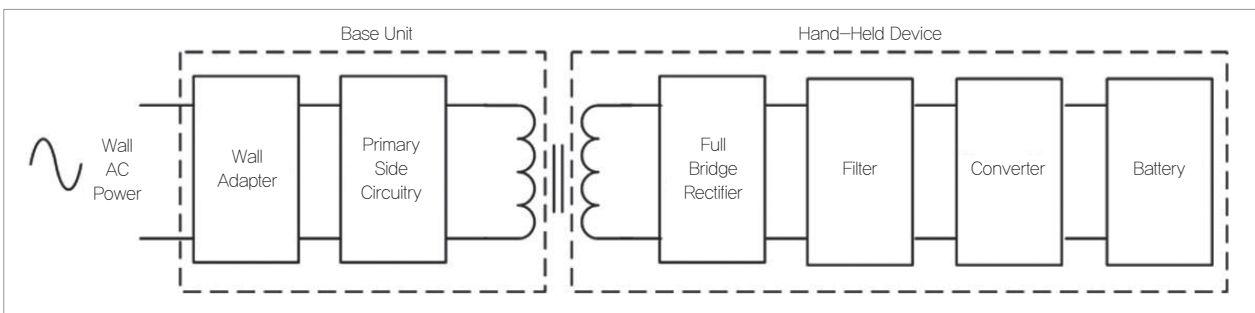 Base Unit
Hand-Held Device
Wall
AC
Power
Wall
Adapter
Primary
Side
Circuitry
Full
Bridge
Rectifier
Filter
Converter
Battery